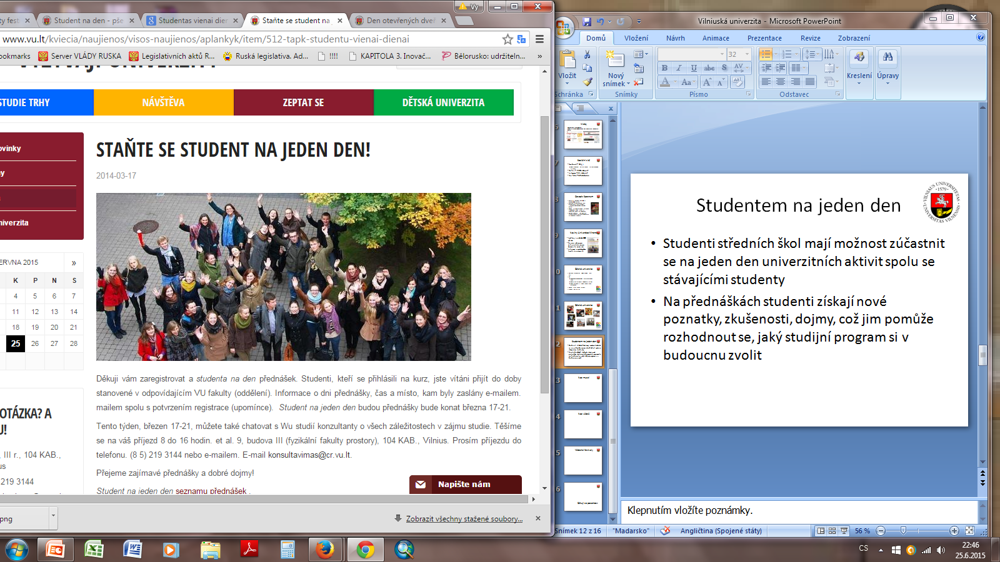 Vy
ty festi
Student na den - pše
Studentas vienai dien
Staňte se student na j
Den otevřených dveř
www.vu.lt/kviecia/naujienos/visos-naujienos/aplankyk/item/512-tapk-studentu-vienai-dienai
ookmarks
Server VLÁDY RUSKA
Legislativních aktů R...
Ruská legislativa. Ad...
!!!!
KAPITOLA 3. Inovač...
Bělorusko: udržiteln...
»
STUDIE TRHY
NÁVŠTĚVA
ZEPTAT SE
DĚTSKÁ UNIVERZITA
ovinky
ny
niverzita
STAŇTE SE STUDENT NA JEDEN DEN!
2014-03-17
ERVNA 2015 »
K P N S
4 5 6 7
11 12 13 14
18 19 20 21
25 26 27 28
OTÁZKA? A
U!
, III r., 104 KAB.,
us
219 3144
Děkuji vám zaregistrovat a studenta na den přednášek. Studenti, kteří se přihlásili na kurz, jste vítáni přijít do doby
stanovené v odpovídajícím VU fakulty (oddělení). Informace o dni přednášky, čas a místo, kam byly zaslány e-mailem.
mailem spolu s potvrzením registrace (upomínce). Student na jeden den budou přednášky bude konat března 17-21.
Tento týden, březen 17-21, můžete také chatovat s Wu studií konzultanty o všech záležitostech v zájmu studie. Těšíme
se na váš příjezd 8 do 16 hodin. et al. 9, budova III (fyzikální fakulty prostory), 104 KAB., Vilnius. Prosím příjezdu do
telefonu. (8 5) 219 3144 nebo e-mailem. E-mail konsultavimas@cr.vu.lt.
Přejeme zajímavé přednášky a dobré dojmy!
Student na jeden den seznamu přednášek .
Napište nám
png
Zobrazit všechny stažené soubory...
Vilniuská univerzita - Microsoft PowerPoint
Domů
Vložení
Návrh
Animace
Prezentace
Revize
Zobrazení
Vložit
Nový
snímek
32
B I U abc S AV
A Aa A A
Kreslení
Úpravy
Schránka
Snímky
Písmo
Odstavec
Studentem na jeden den
VILNIUS UNIVERSITY
1579
UNIVERSITAS VILNENSIS
• Studenti středních škol mají možnost zúčastnit
se na jeden den univerzitních aktivit spolu se
stávajícími studenty
• Na přednáškách studenti získají nové
poznatky, zkušenosti, dojmy, což jim pomůže
rozhodnout se, jaký studijní program si v
budoucnu zvolit
Klepnutím vložíte poznámky.
Snímek 12 z 16
"Madarsko"
Angličtina (Spojené státy)
56 %
CS
22:46
25.6.2015